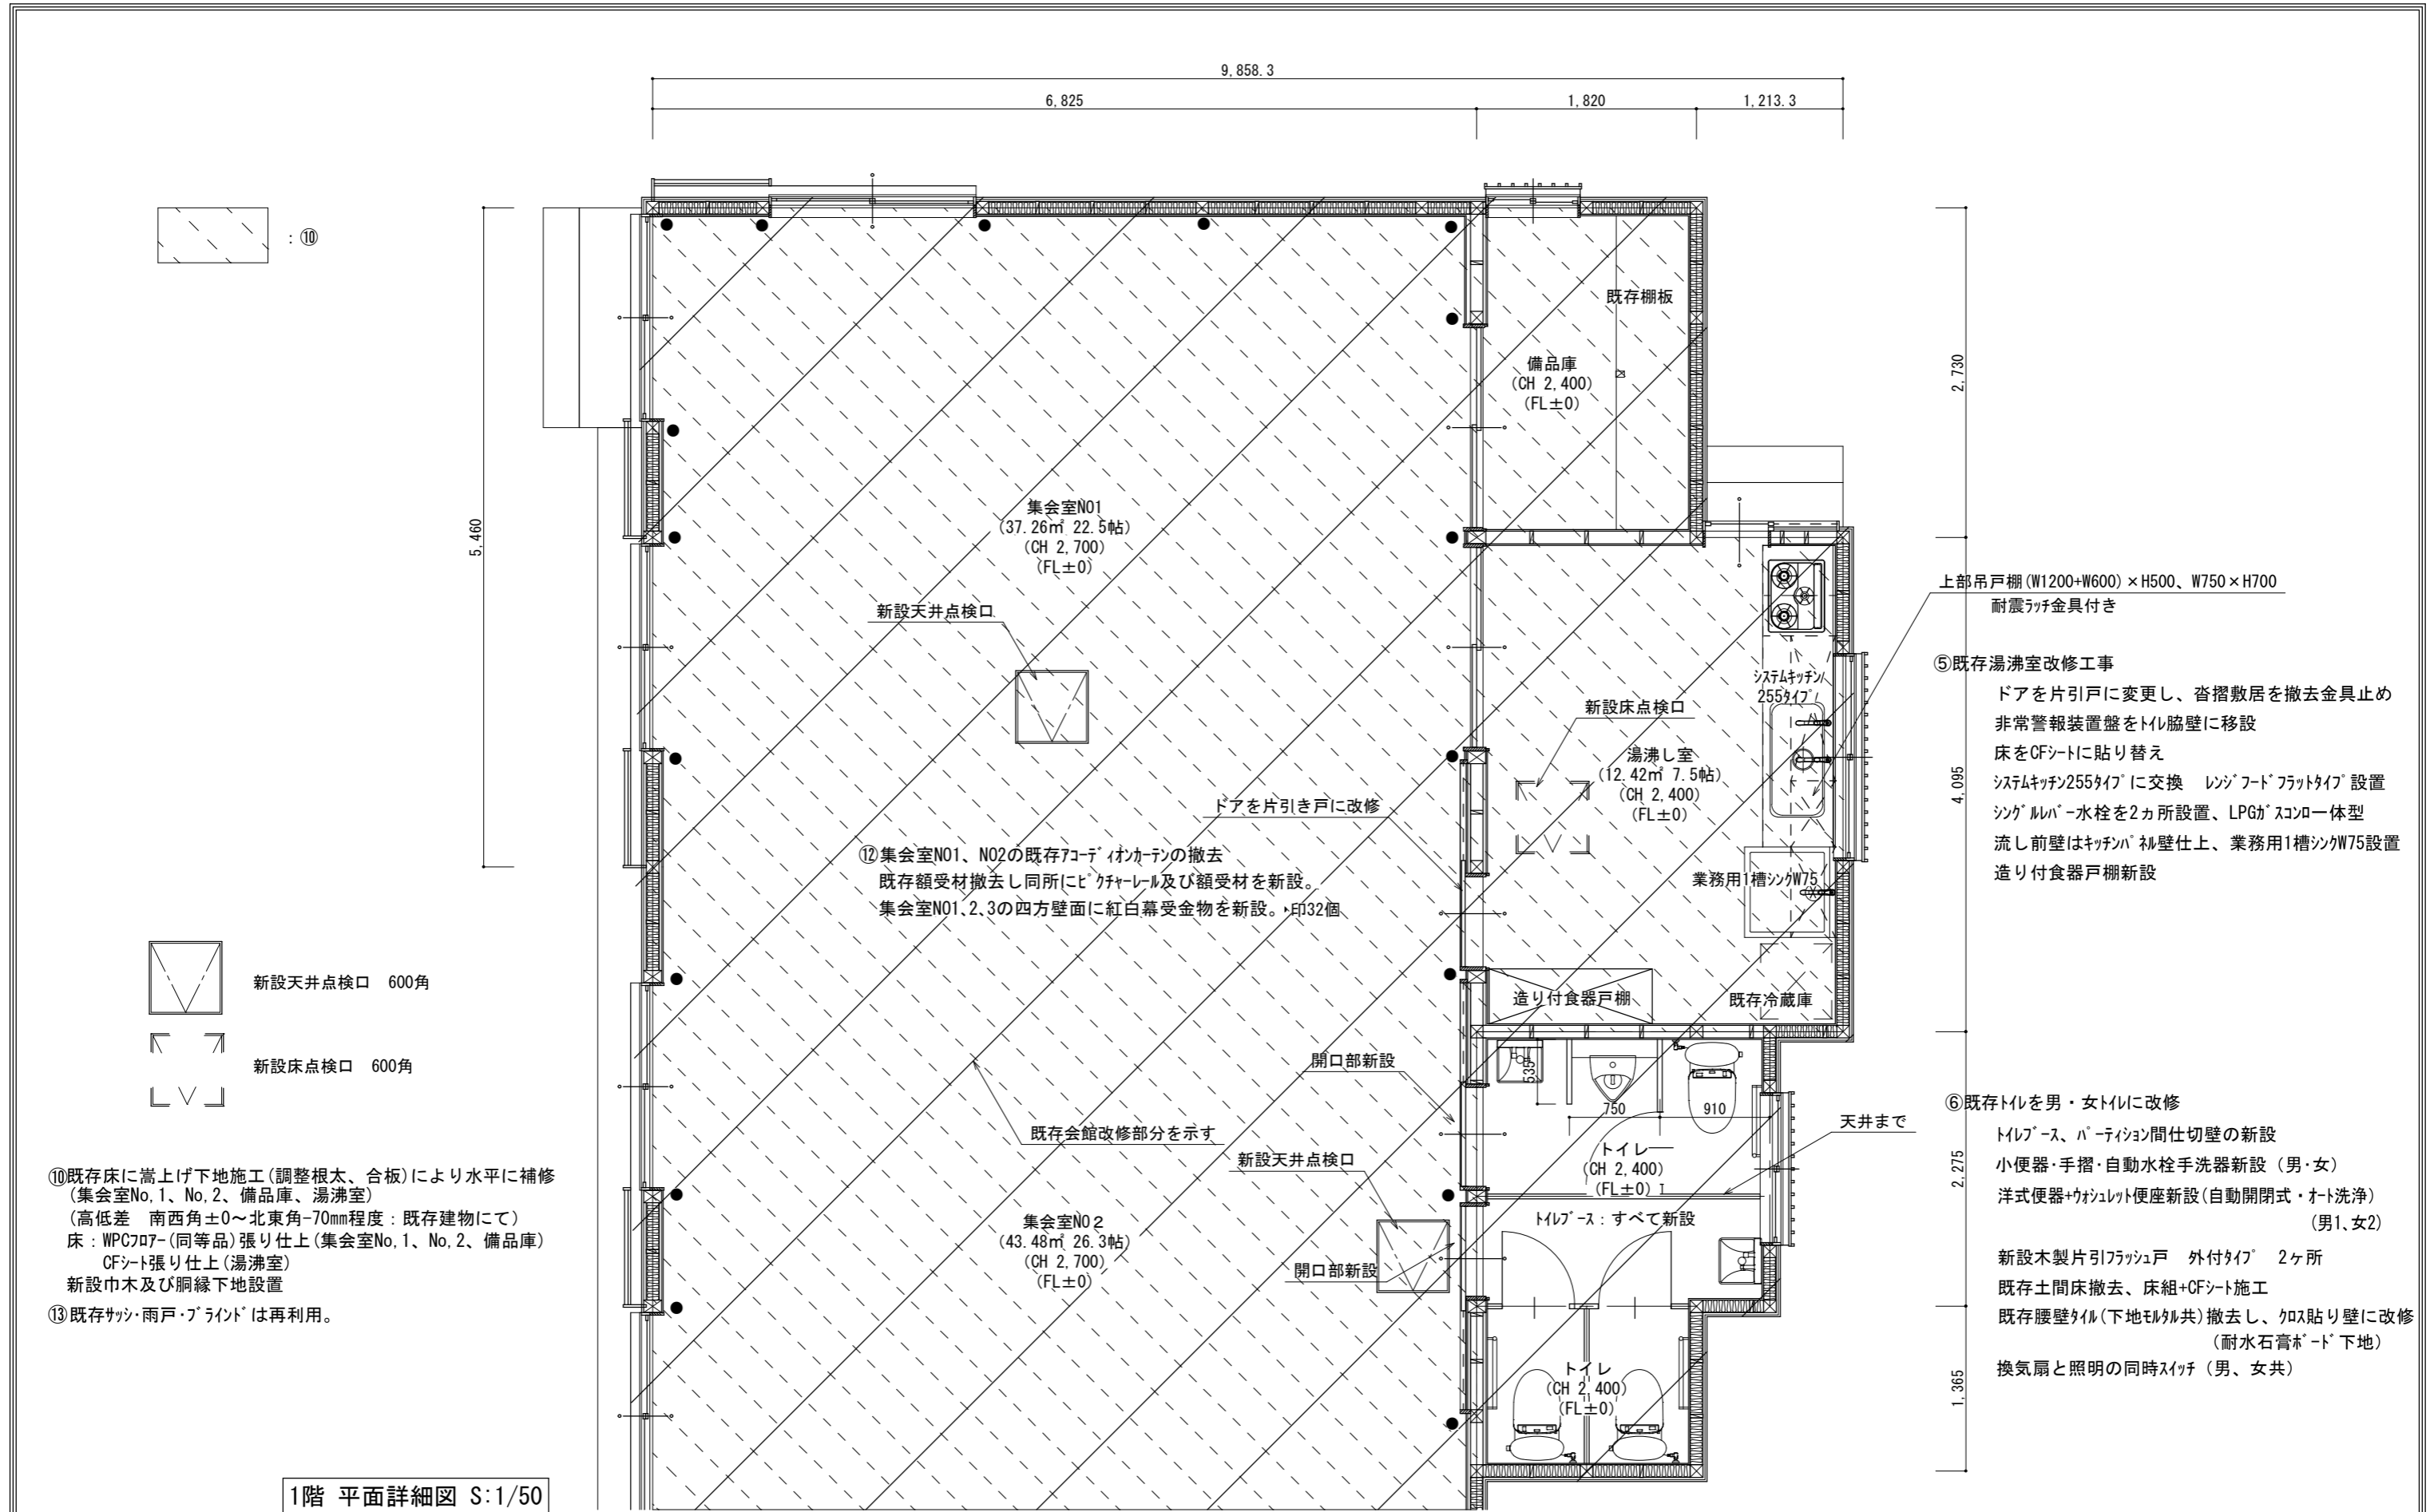 9,858.3
6,825
1,820
1,213.3
:⑩
既存棚板
備品庫
(CH 2,400)
(FL±0)
2,730
5,460
集会室NO1
(37.26㎡ 22.5帖)
(CH 2,700)
(FL±0)
新設天井点検口
上部吊戸棚(W1200+W600)×H500、W750×H700
耐震ﾗｯﾁ金具付き
ｼｽﾃﾑｷｯﾁﾝ
255ﾀｲﾌﾟ
新設床点検口
湯沸し室
(12.42㎡ 7.5帖)
(CH 2,400)
(FL±0)
4,095
⑤既存湯沸室改修工事
ドアを片引戸に変更し、沓摺敷居を撤去金具止め
非常警報装置盤をﾄｲﾚ脇壁に移設
床をCFｼｰﾄに貼り替え
ｼｽﾃﾑｷｯﾁﾝ255ﾀｲﾌﾟに交換 ﾚﾝｼﾞﾌｰﾄﾞﾌﾗｯﾄﾀｲﾌﾟ設置
ｼﾝｸﾞﾙﾚﾊﾞｰ水栓を2ヵ所設置、LPGｶﾞｽｺﾝﾛ一体型
流し前壁はｷｯﾁﾝﾊﾟﾈﾙ壁仕上、業務用1槽ｼﾝｸW75設置
造り付食器戸棚新設
ドアを片引き戸に改修
⑫集会室NO1、NO2の既存ｱｺｰﾃﾞｨｵﾝｶｰﾃﾝの撤去
既存額受材撤去し同所にﾋﾟｸﾁｬｰﾚｰﾙ及び額受材を新設。
集会室NO1､2､3の四方壁面に紅白幕受金物を新設。•印32個
業務用1槽ｼﾝｸW75
造り付食器戸棚
既存冷蔵庫
新設天井点検口 600角
新設床点検口 600角
開口部新設
535
750
910
天井まで
既存会館改修部分を示す
トイレ
(CH 2,400)
(FL±0)
2,275
⑥既存ﾄｲﾚを男・女ﾄｲﾚに改修
ﾄｲﾚﾌﾞｰｽ、ﾊﾟｰﾃｨｼｮﾝ間仕切壁の新設
小便器･手摺･自動水栓手洗器新設（男･女）
洋式便器+ｳｫｼｭﾚｯﾄ便座新設(自動開閉式・ｵｰﾄ洗浄)
(男1､女2)
新設木製片引ﾌﾗｯｼｭ戸 外付ﾀｲﾌﾟ 2ヶ所
既存土間床撤去、床組+CFｼｰﾄ施工
既存腰壁ﾀｲﾙ(下地ﾓﾙﾀﾙ共)撤去し、ｸﾛｽ貼り壁に改修
(耐水石膏ﾎﾞｰﾄﾞ下地)
換気扇と照明の同時ｽｲｯﾁ（男、女共）
新設天井点検口
ﾄｲﾚﾌﾞｰｽ：すべて新設
集会室NO２
(43.48㎡ 26.3帖)
(CH 2,700)
(FL±0)
開口部新設
トイレ
(CH 2,400)
(FL±0)
1,365
⑩既存床に嵩上げ下地施工(調整根太、合板)により水平に補修
(集会室No,1、No,2、備品庫、湯沸室)
(高低差 南西角±0～北東角-70mm程度：既存建物にて)
床：WPCﾌﾛｱｰ(同等品)張り仕上(集会室No,1、No,2、備品庫)
CFｼｰﾄ張り仕上(湯沸室)
新設巾木及び胴縁下地設置
⑬既存ｻｯｼ･雨戸･ﾌﾞﾗｲﾝﾄﾞは再利用。
1階 平面詳細図 S:1/50